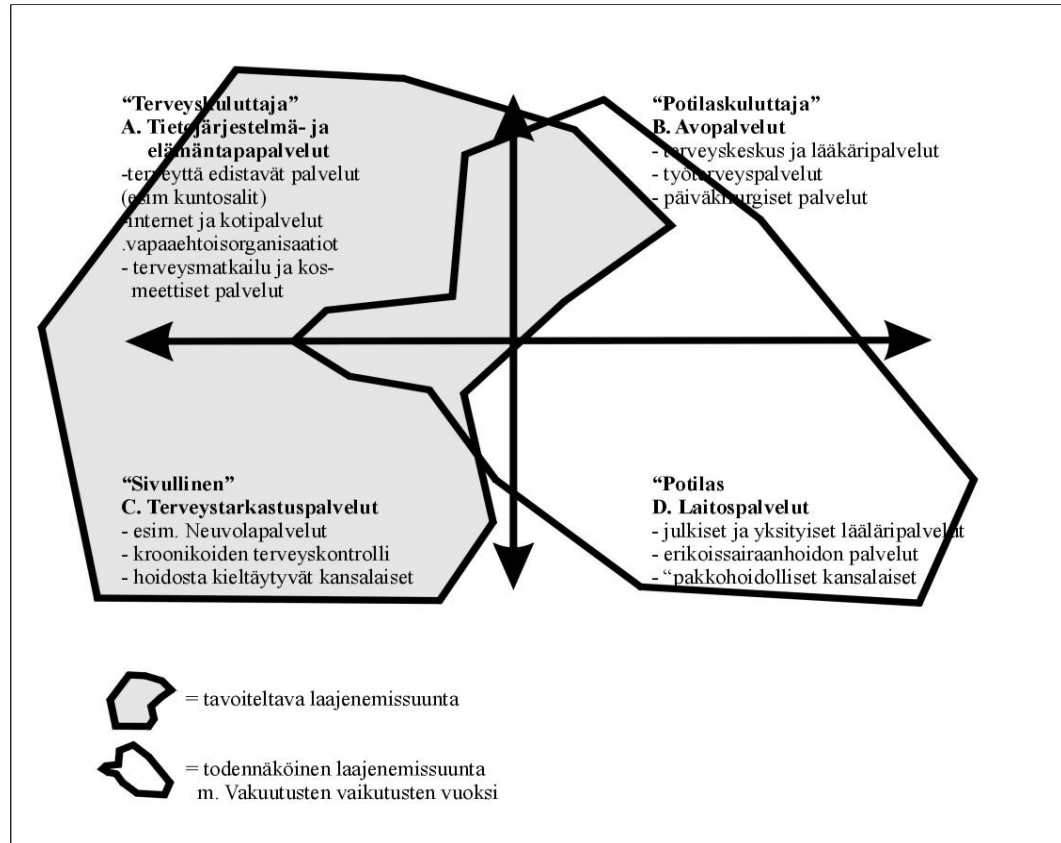 “Terveyskuluttaja”
A. Tietojärjestelmä- ja
elämäntapapalvelut
-terveyttä edistavät palvelut
(esim kuntosalit)
-internet ja kotipalvelut
.vapaaehtoisorganisaatiot
- terveysmatkailu ja kos-
meettiset palvelut
“Potilaskuluttaja”
B. Avopalvelut
- terveyskeskus ja lääkäripalvelut
- työterveyspalvelut
- päiväkirurgiset palvelut
“Sivullinen”
C. Terveystarkastuspalvelut
- esim. Neuvolapalvelut
- kroonikoiden terveyskontrolli
- hoidosta kieltäytyvät kansalaiset
“Potilas
D. Laitospalvelut
- julkiset ja yksityiset lääläripalvelut
- erikoissairaanhoidon palvelut
- “pakkohoidolliset kansalaiset
= tavoiteltava laajenemissuunta
= todennäköinen laajenemissuunta
m. Vakuutusten vaikutusten vuoksi